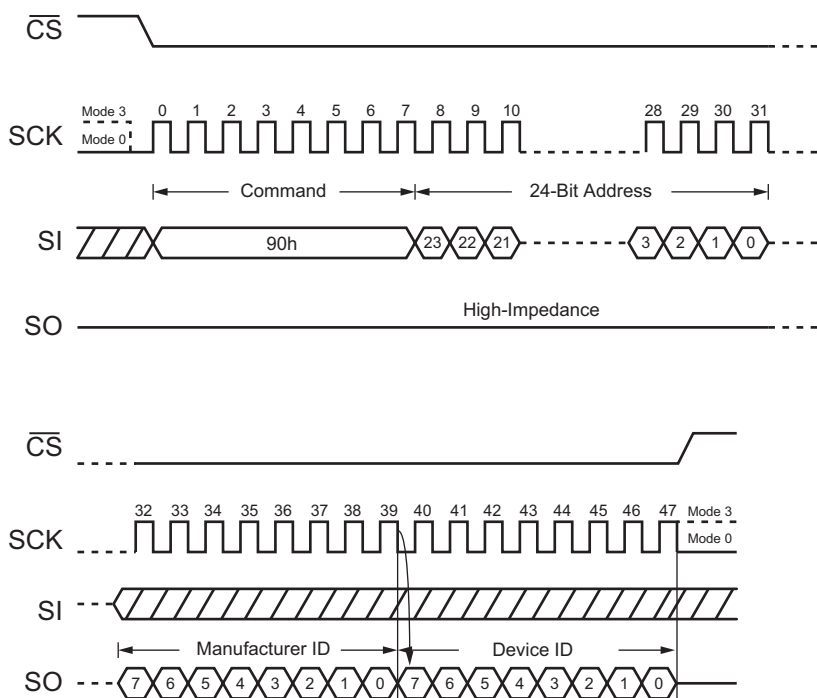 CS
Mode 3
0 1 2 3 4 5 6 7 8 9 10 28 29 30 31
SCK
Mode 0
Command 24-Bit Address
SI 90h 23 22 21 3 2 1 0
High-Impedance
SO
CS
32 33 34 35 36 37 38 39 40 41 42 43 44 45 46 47 Mode 3
SCK Mode 0
SI
Manufacturer ID Device ID
SO 7 6 5 4 3 2 1 0 7 6 5 4 3 2 1 0